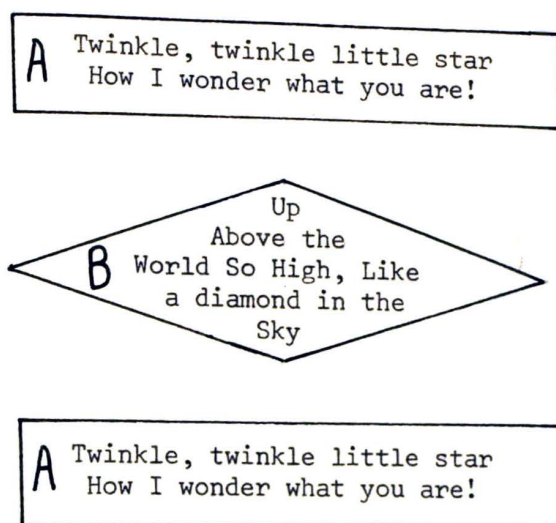 A Twinkle, twinkle little star
How I wonder what you are!
Up
Above the
B World So High, Like
a diamond in the
Sky
A Twinkle, twinkle little star
How I wonder what you are!